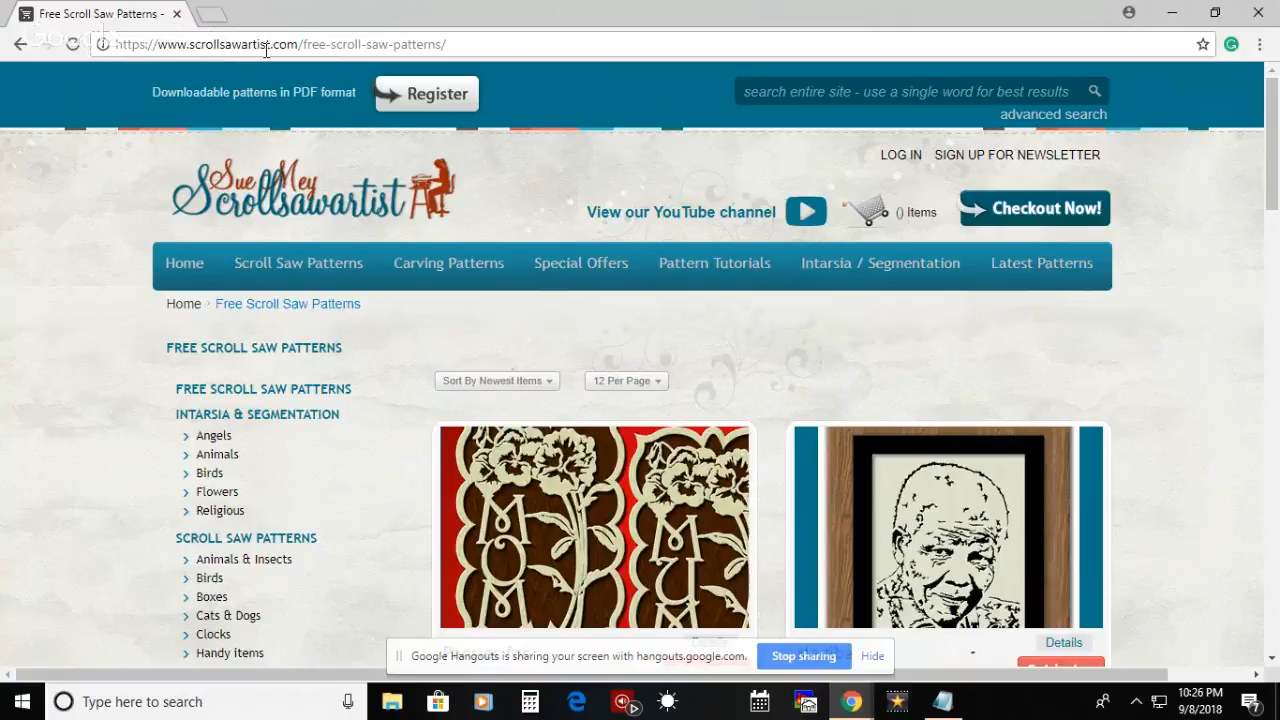 Free Scroll Saw Patterns -
https://www.scrollsawartist.com/free-scroll-saw-patterns/
Downloadable patterns in PDF format
Register
search entire site - use a single word for best results
advanced search
LOG IN SIGN UP FOR NEWSLETTER
Sue Mey
Scrollsawartist
View our YouTube channel
() Items
Checkout Now!
Home Scroll Saw Patterns Carving Patterns Special Offers Pattern Tutorials Intarsia / Segmentation Latest Patterns
Home Free Scroll Saw Patterns
FREE SCROLL SAW PATTERNS
Sort By Newest Items 12 Per Page
FREE SCROLL SAW PATTERNS
INTARSIA & SEGMENTATION
Angels
Animals
Birds
Flowers
Religious
SCROLL SAW PATTERNS
Animals & Insects
Birds
Boxes
Cats & Dogs
Clocks
Handy items
MOM
MUM
Details
Google Hangouts is sharing your screen with hangouts.google.com.
Stop sharing
Hide
Type here to search
10:26 PM
9/8/2018
7